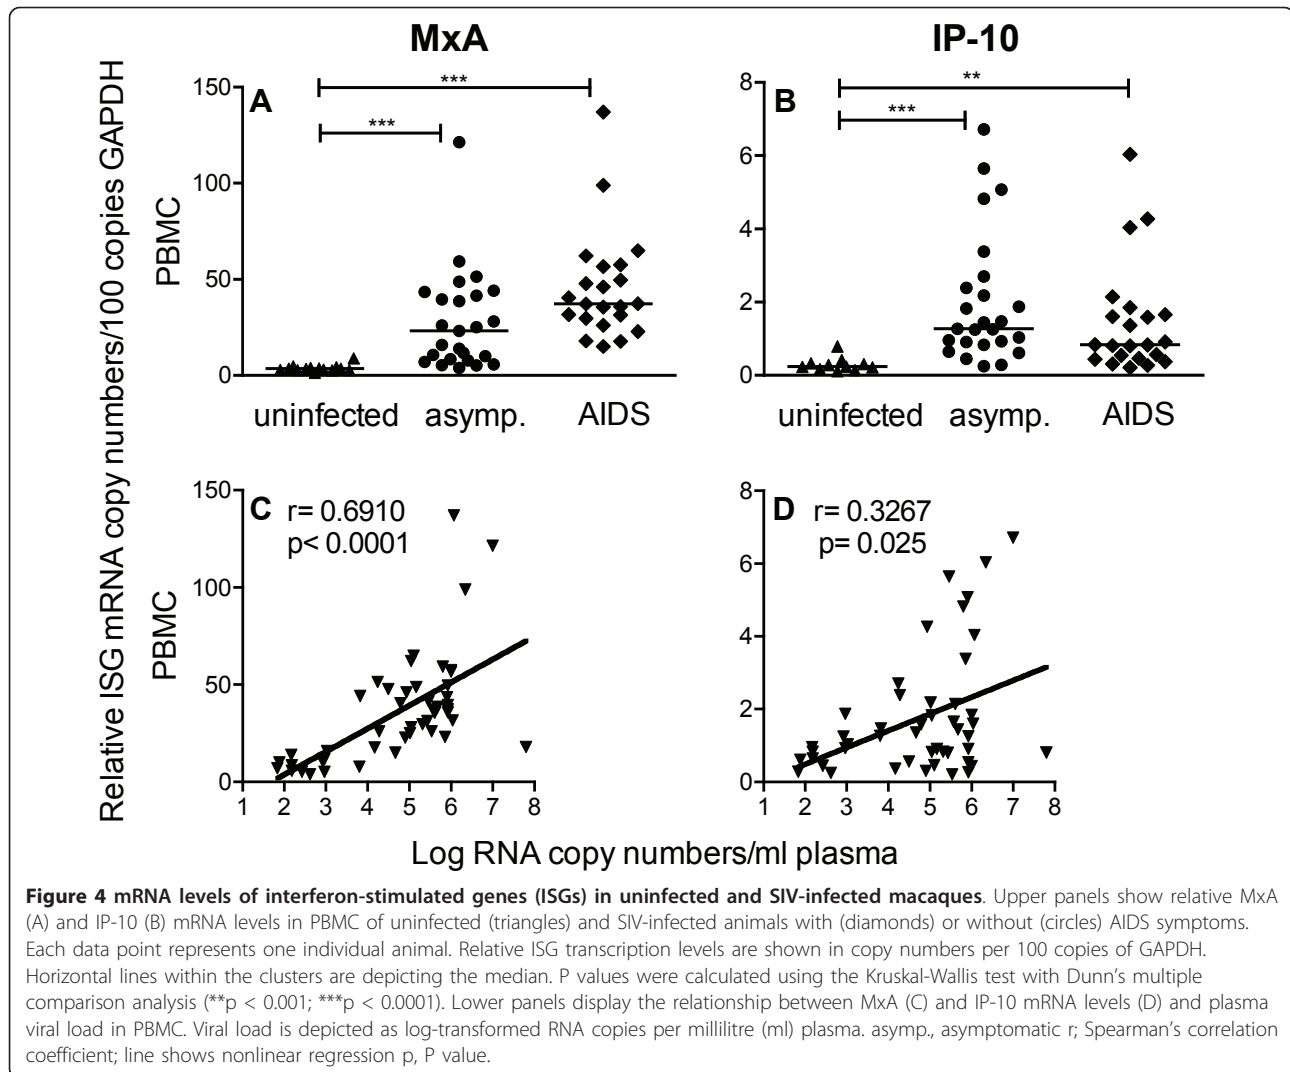 MxA
IP-10
Relative ISG mRNA copy numbers/100 copies GAPDH
PBMC
A
***
***
150
100
50
0
uninfected
asymp.
AIDS
B
**
***
8
6
4
2
0
uninfected
asymp.
AIDS
PBMC
C
r= 0.6910
p< 0.0001
150
100
50
0
1 2 3 4 5 6 7 8
D
r= 0.3267
p= 0.025
8
6
4
2
0
1 2 3 4 5 6 7 8
Log RNA copy numbers/ml plasma
Figure 4 mRNA levels of interferon-stimulated genes (ISGs) in uninfected and SIV-infected macaques. Upper panels show relative MxA
(A) and IP-10 (B) mRNA levels in PBMC of uninfected (triangles) and SIV-infected animals with (diamonds) or without (circles) AIDS symptoms.
Each data point represents one individual animal. Relative ISG transcription levels are shown in copy numbers per 100 copies of GAPDH.
Horizontal lines within the clusters are depicting the median. P values were calculated using the Kruskal-Wallis test with Dunn's multiple
comparison analysis (**p < 0.001; ***p < 0.0001). Lower panels display the relationship between MxA (C) and IP-10 mRNA levels (D) and plasma
viral load in PBMC. Viral load is depicted as log-transformed RNA copies per millilitre (ml) plasma. asymp., asymptomatic r; Spearman's correlation
coefficient; line shows nonlinear regression p, P value.